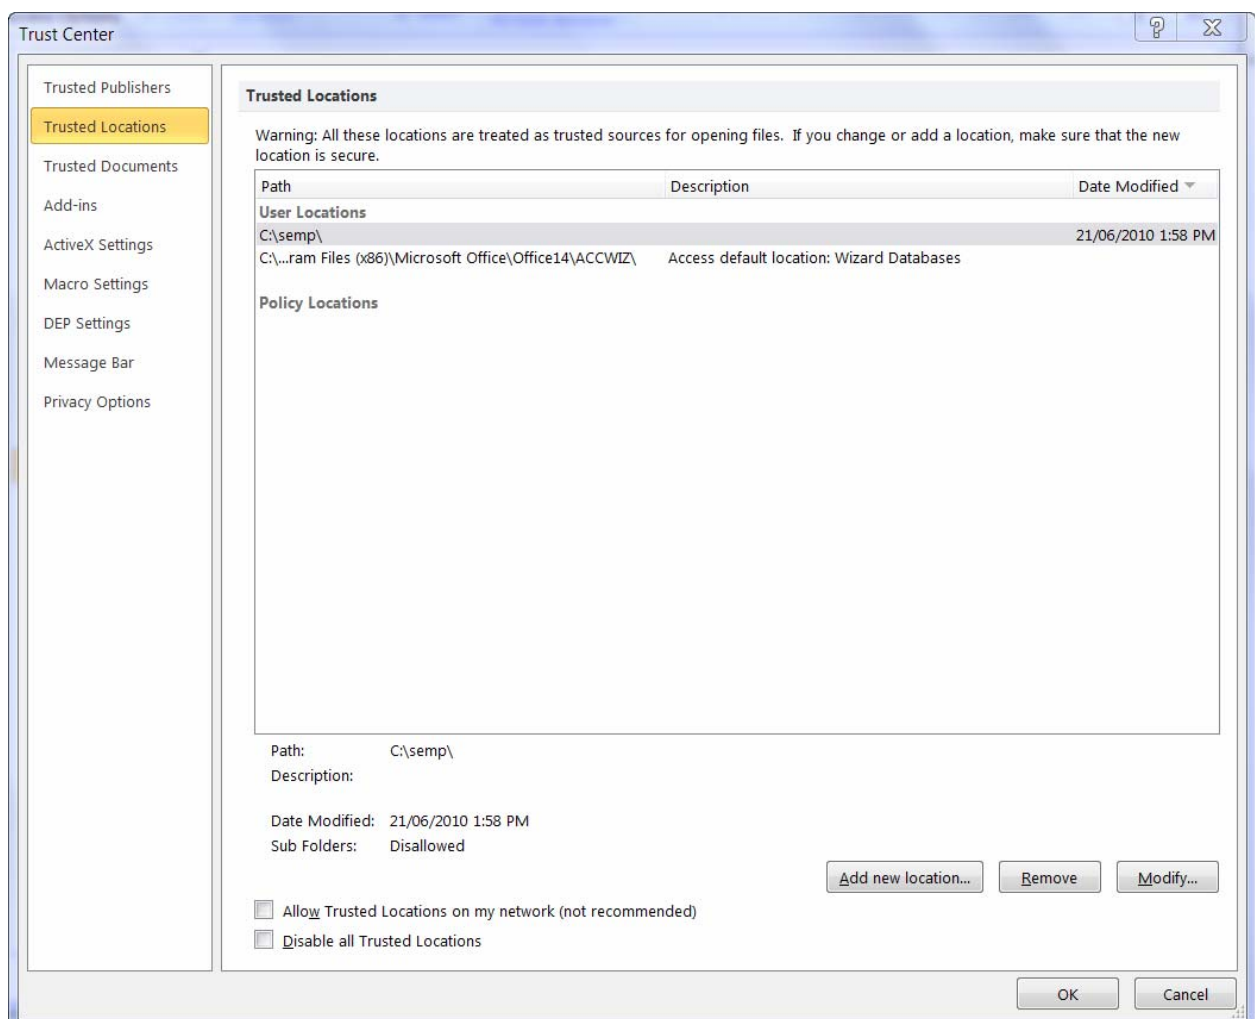 Trust Center
Trusted Publishers
Trusted Locations
Trusted Documents
Add-ins
ActiveX Settings
Macro Settings
DEP Settings
Message Bar
Privacy Options
Trusted Locations
Warning: All these locations are treated as trusted sources for opening files. If you change or add a location, make sure that the new
location is secure.
Path Description Date Modified
User Locations
C:\semp\ 21/06/2010 1:58 PM
C:\...ram Files (x86)\Microsoft Office\Office14\ACCWIZ\ Access default location: Wizard Databases
Policy Locations
Path: C:\semp\
Description:
Date Modified: 21/06/2010 1:58 PM
Sub Folders: Disallowed
Add new location... Remove Modify...
Allow Trusted Locations on my network (not recommended)
Disable all Trusted Locations
OK Cancel